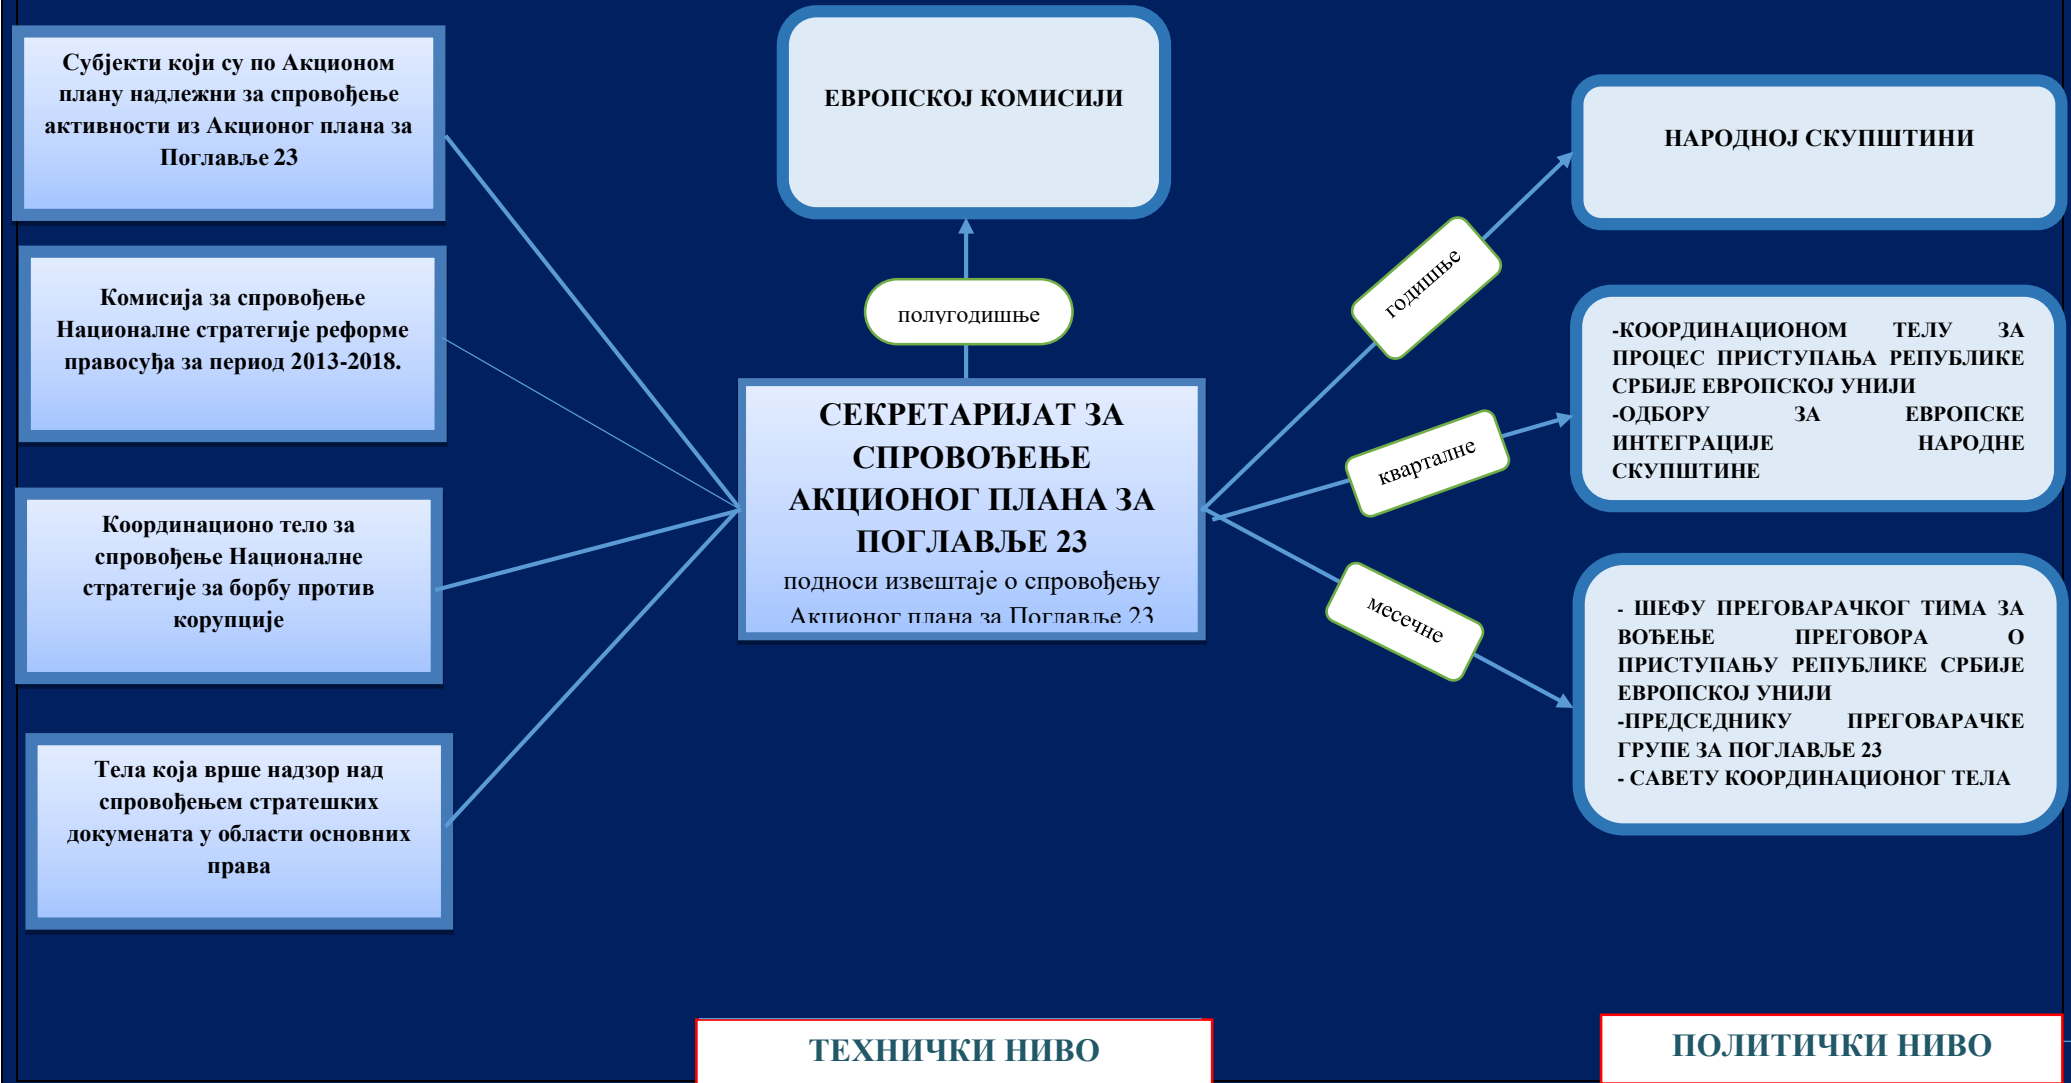 Субјекти који су по Акционом
плану надлежни за спровођење
активности из Акционог плана за
Поглавље 23
Комисија за спровођење
Националне стратегије реформе
правосуђа за период 2013-2018.
Координационо тело за
спровођење Националне
стратегије за борбу против
корупције
Тела која врше надзор над
спровођењем стратешких
докумената у области основних
права
ЕВРОПСКОЈ КОМИСИЈИ
полугодишње
СЕКРЕТАРИЈАТ ЗА
СПРОВОЂЕЊЕ
АКЦИОНОГ ПЛАНА ЗА
ПОГЛАВЉЕ 23
подноси извештаје о спровођењу
Акционог плана за Поглавље 23
годишње
квартално
месечне
НАРОДНОЈ СКУПШТИНИ
-КООРДИНАЦИОНОМ ТЕЛУ ЗА
ПРОЦЕС ПРИСТУПАЊА РЕПУБЛИКЕ
СРБИЈЕ ЕВРОПСКОЈ УНИЈИ
-ОДБОРУ ЗА ЕВРОПСКЕ
ИНТЕГРАЦИЈЕ НАРОДНЕ
СКУПШТИНЕ
- ШЕФУ ПРЕГОВАРАЧКОГ ТИМА ЗА
ВОЂЕЊЕ ПРЕГОВОРА О
ПРИСТУПАЊУ РЕПУБЛИКЕ СРБИЈЕ
ЕВРОПСКОЈ УНИЈИ
-ПРЕДСЕДНИКУ ПРЕГОВАРАЧКЕ
ГРУПЕ ЗА ПОГЛАВЉЕ 23
- САВЕТУ КООРДИНАЦИОНОГ ТЕЛА
ТЕХНИЧКИ НИВО
ПОЛИТИЧКИ НИВО